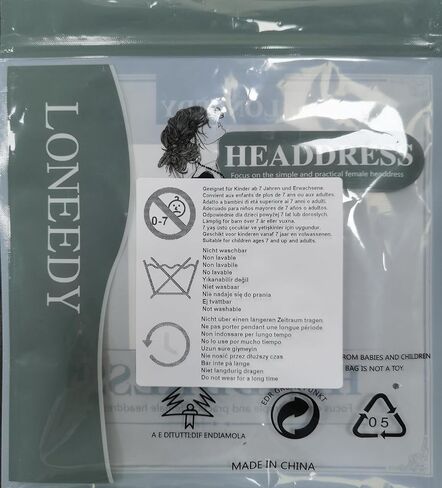 LONEEDY
HEADDRESS
Focus on the simple and practical female headdress
0-7
Geeignet für Kinder ab 7 Jahren und Erwachsene.
Convient aux enfants de plus de 7 ans ou aux adultes.
Adatto a bambini di età superiore ai 7 anni o adulti.
Adecuado para niños mayores de 7 años o adultos.
Odpowiednie dla dzieci powyżej 7 lat lub dorosłych.
Lämplig för barn över 7 år eller vuxna.
7 yaş üstü çocuklar ve yetişkinler için uygundur.
Geschikt voor kinderen vanaf 7 jaar en volwassenen.
Suitable for children ages 7 and up and adults.
Nicht waschbar
Non lavable
Non lavabile
No lavable
Yıkanabilir değil
Niet wasbaar
Nie nadaje się do prania
Ej tvättbar
Not washable
Nicht über einen längeren Zeitraum tragen
Ne pas porter pendant une longue période
Non indossare per lungo tempo
No lo use por mucho tiempo
Uzun süre giymeyin
Nie nosić przez dłuższy czas
Bär inte på länge
Niet langdurig dragen
Do not wear for a long time
FROM BABIES AND CHILDREN
BAG IS NOT A TOY
A E DITUTTI:DIF ENDIAMOLA
05
MADE IN CHINA